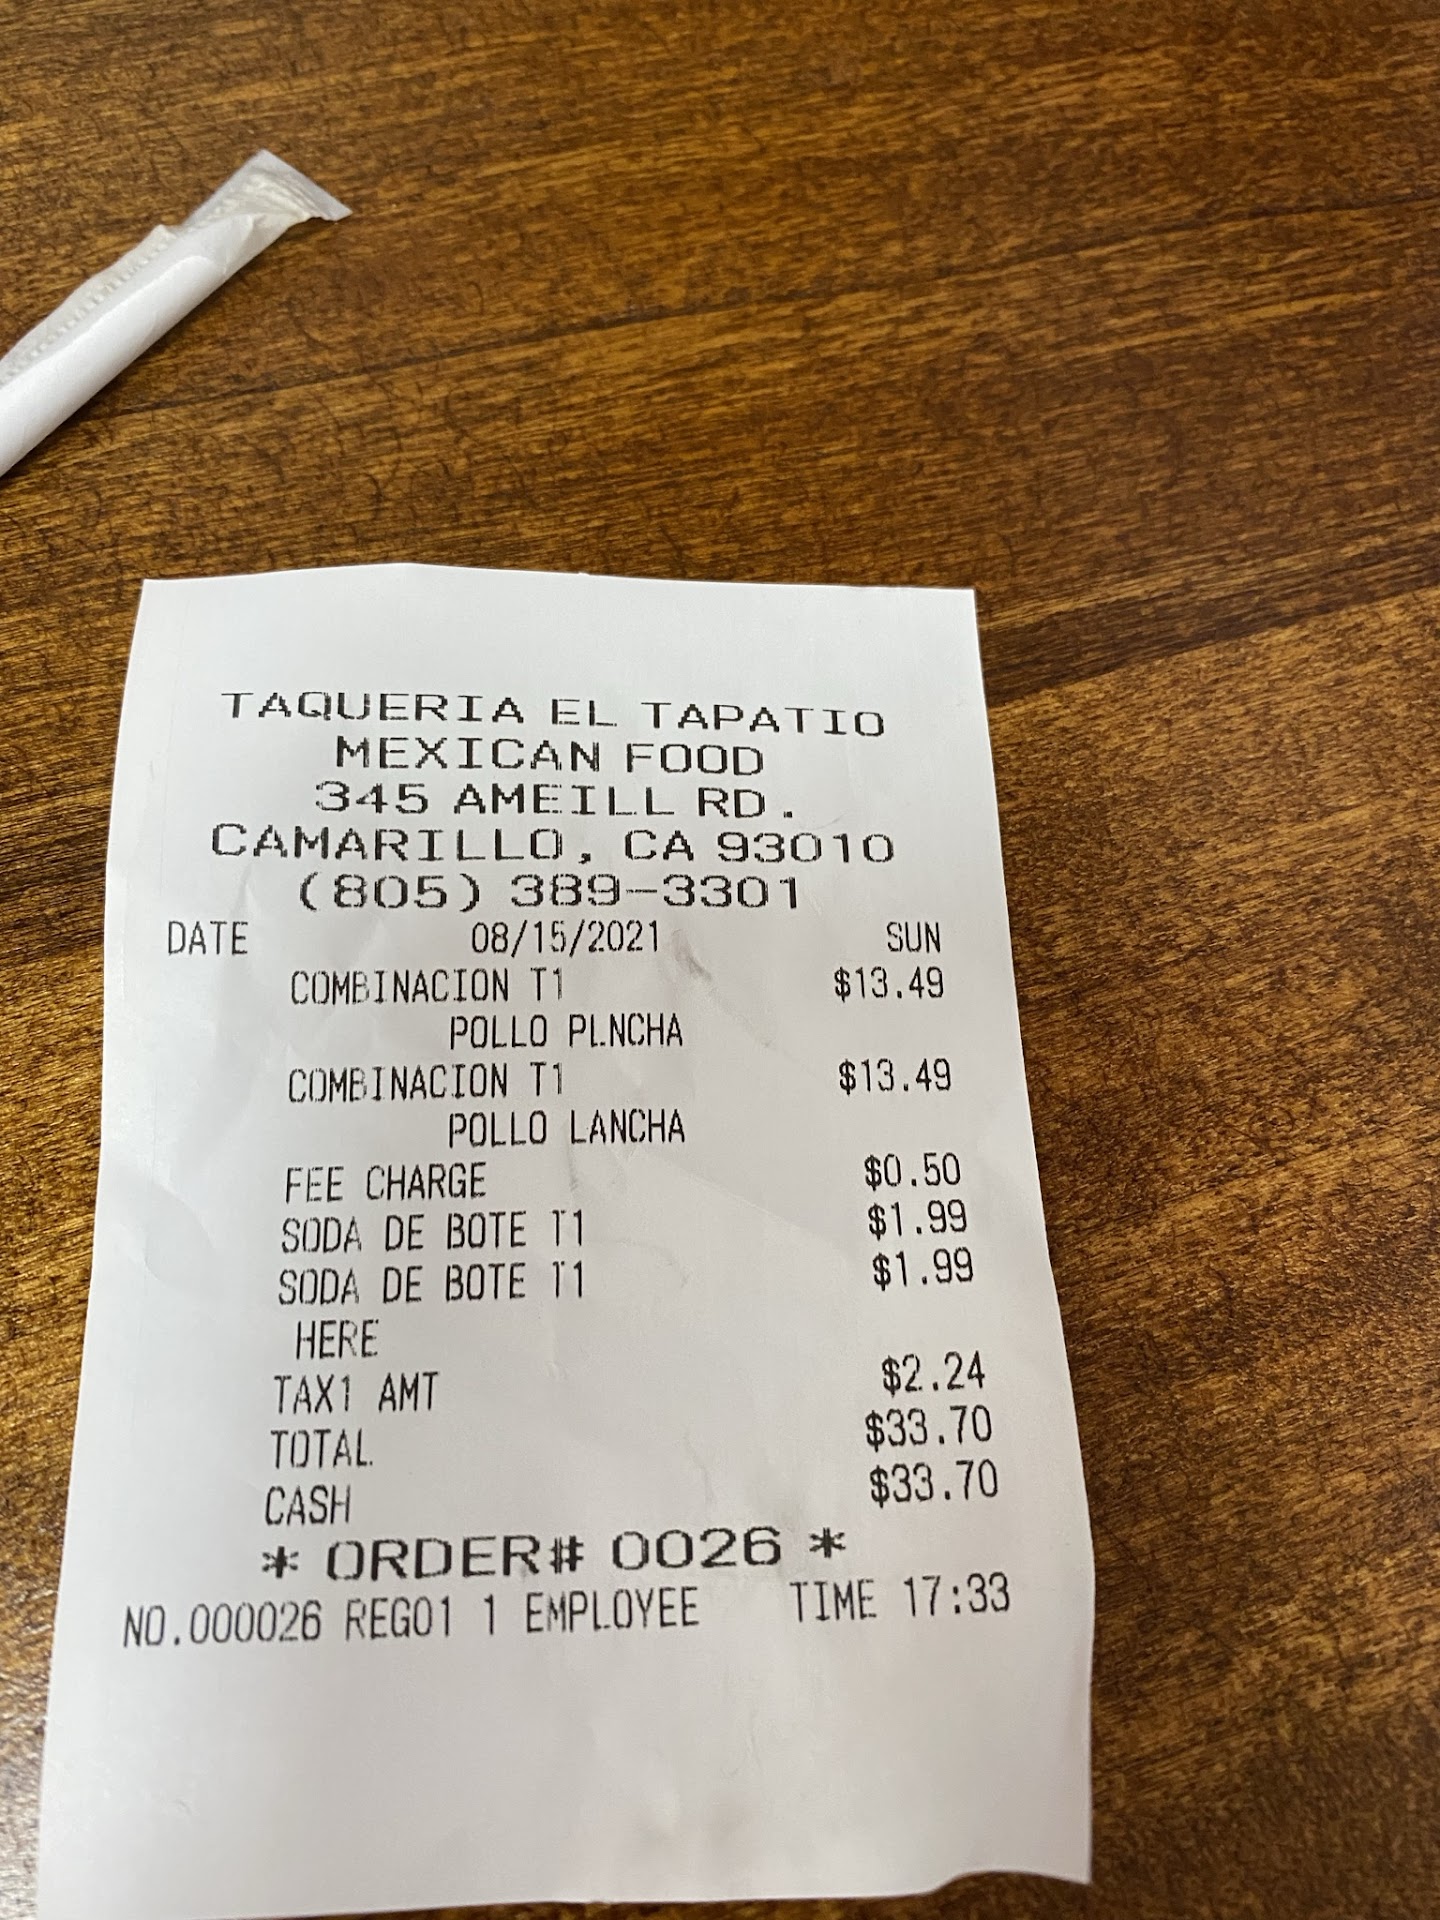 TAQUERIA EL TAPATIO
MEXICAN FOOD
345 AMEILL RD.
CAMARILLO, CA 93010
(805) 389-3301
DATE 08/15/2021 SUN
COMBINACION T1 $13.49
POLLO PLNCHA
COMBINACION T1 $13.49
POLLO LANCHA
FEE CHARGE $0.50
SODA DE BOTE T1 $1.99
SODA DE BOTE T1 $1.99
HERE
TAX1 AMT $2.24
TOTAL $33.70
CASH $33.70
* ORDER# 0026 *
NO.000026 REG01 1 EMPLOYEE TIME 17:33